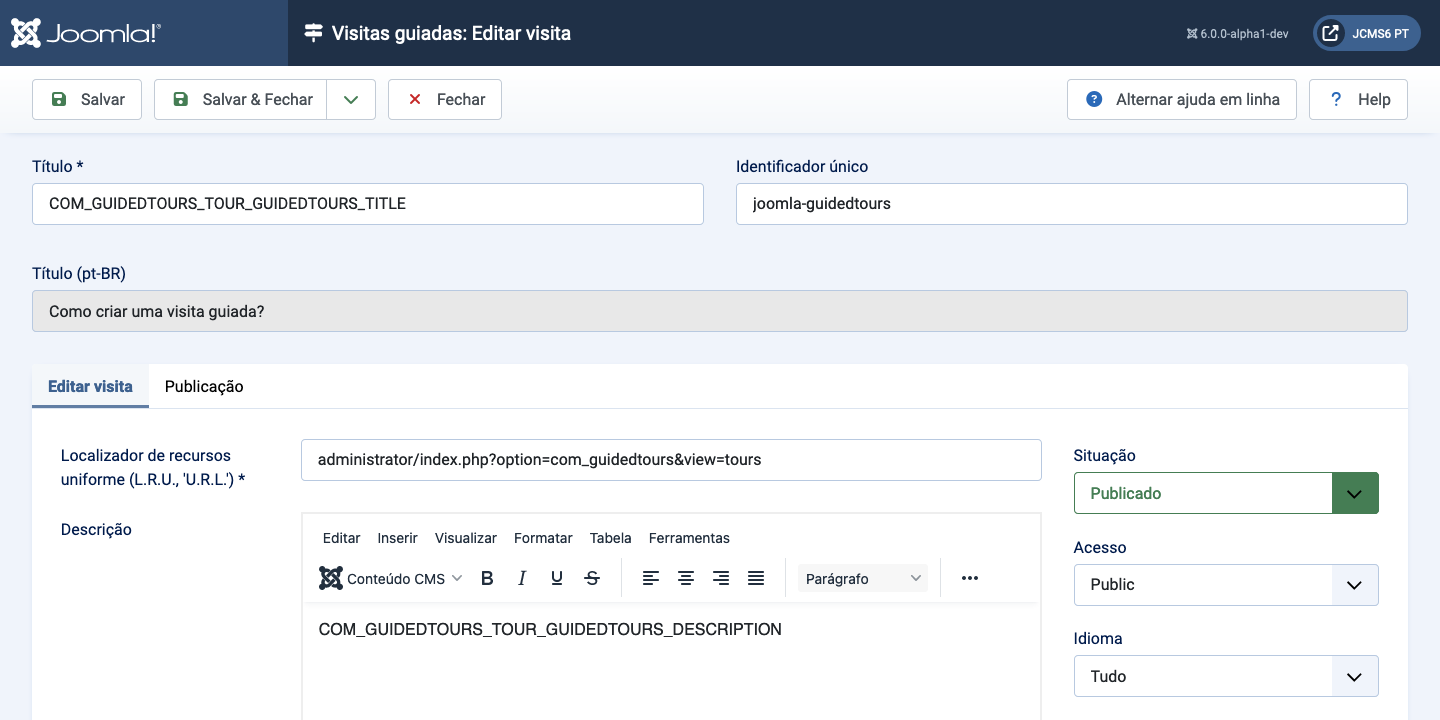 Joomla!®
Visitas guiadas: Editar visita
6.0.0-alpha1-dev
JCMS6 PT
Salvar
Salvar & Fechar
Fechar
Alternar ajuda em linha
? Help
Título *
Identificador único
COM_GUIDEDTOURS_TOUR_GUIDEDTOURS_TITLE
joomla-guidedtours
Título (pt-BR)
Como criar uma visita guiada?
Editar visita
Publicação
Localizador de recursos
uniforme (L.R.U., 'U.R.L.') *
administrator/index.php?option=com_guidedtours&view=tours
Situação
Publicado
Descrição
Editar Inserir Visualizar Formatar Tabela Ferramentas
Conteúdo CMS B I U S Parágrafo
COM_GUIDEDTOURS_TOUR_GUIDEDTOURS_DESCRIPTION
Acesso
Public
Idioma
Tudo